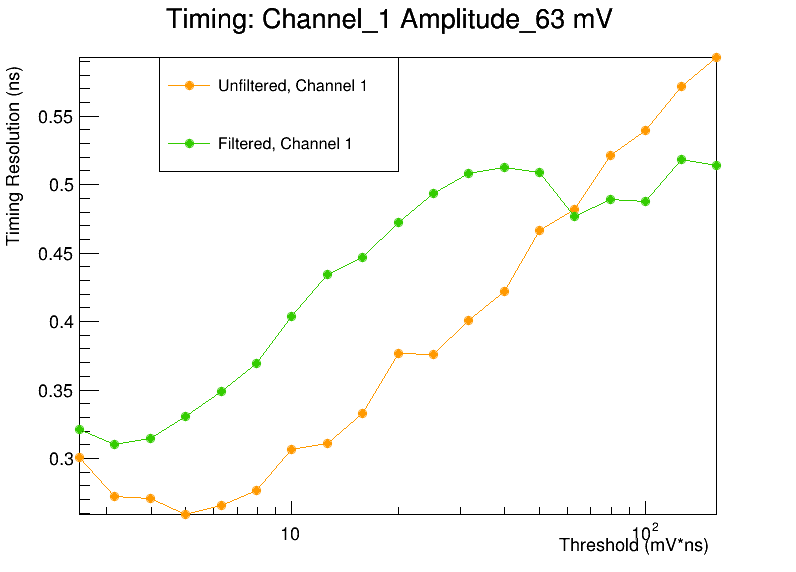 Timing: Channel_1 Amplitude_63 mV
Timing Resolution (ns)
Unfiltered, Channel 1
Filtered, Channel 1
0.55
0.5
0.45
0.4
0.35
0.3
10
10²
Threshold (mV*ns)